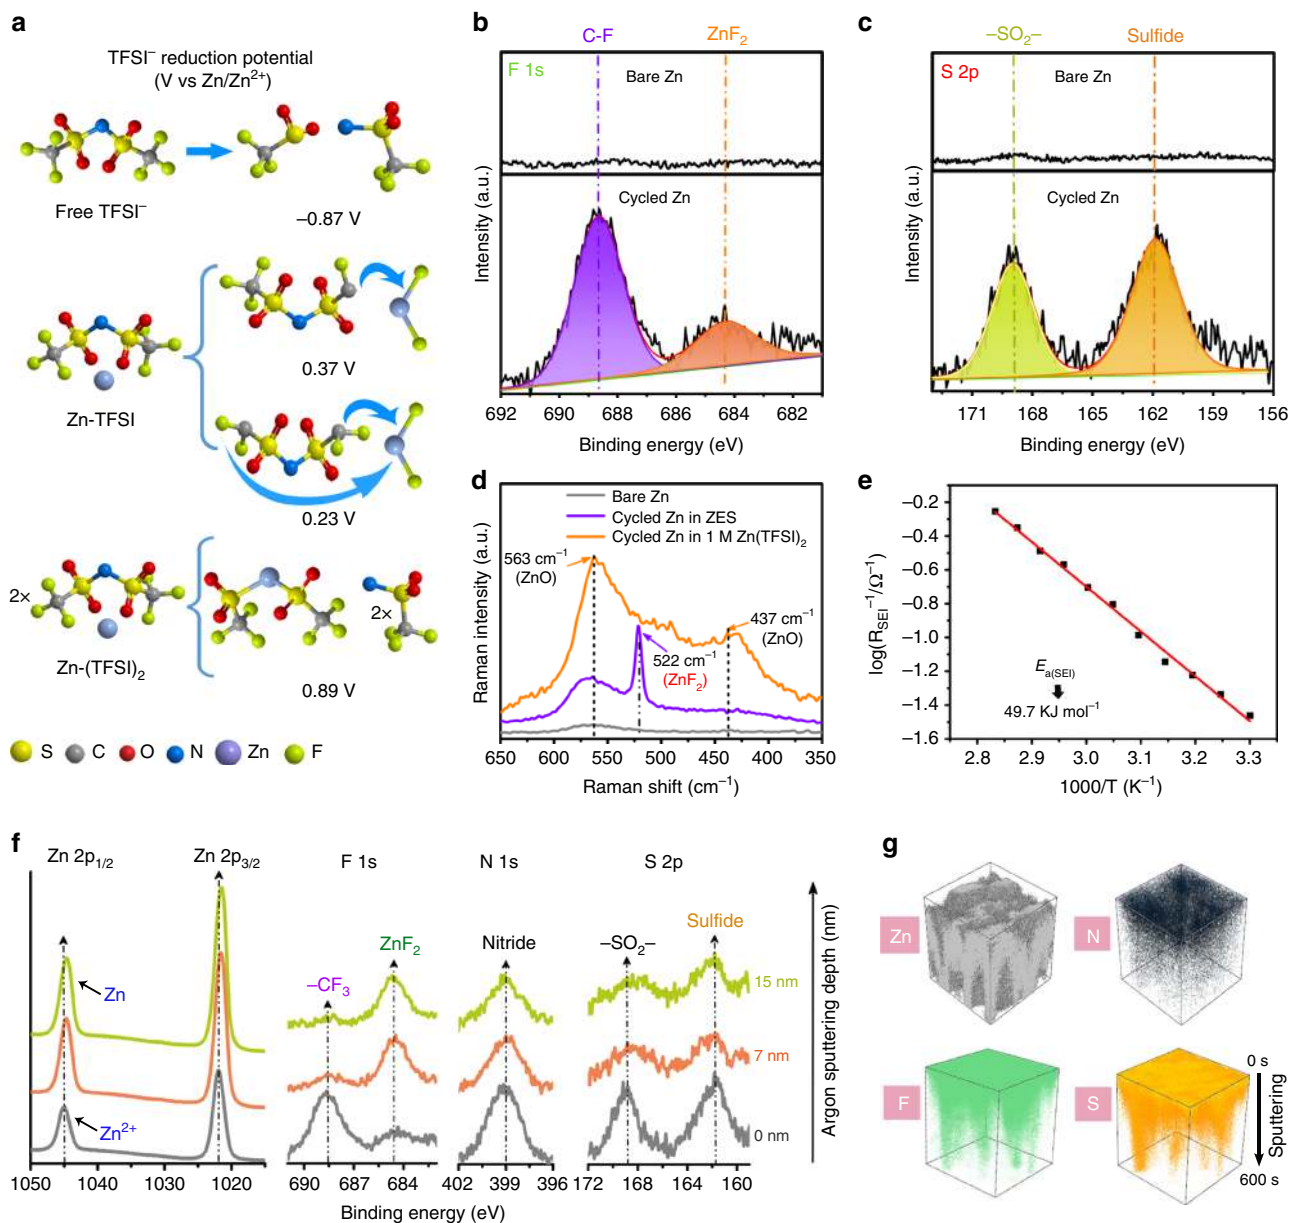 a
TFSI⁻ reduction potential
(V vs Zn/Zn²⁺)
Free TFSI⁻
−0.87 V
Zn-TFSI
0.37 V
0.23 V
2×
2×
Zn-(TFSI)₂
0.89 V
S C O N Zn F
b
C-F ZnF₂
F 1s
Bare Zn
Cycled Zn
Intensity (a.u.)
692 690 688 686 684 682
Binding energy (eV)
c
–SO₂– Sulfide
S 2p
Bare Zn
Cycled Zn
Intensity (a.u.)
171 168 165 162 159 156
Binding energy (eV)
d
Bare Zn
Cycled Zn in ZES
Cycled Zn in 1 M Zn(TFSI)₂
563 cm⁻¹
(ZnO)
437 cm⁻¹
(ZnO)
522 cm⁻¹
(ZnF₂)
Raman intensity (a.u.)
650 600 550 500 450 400 350
Raman shift (cm⁻¹)
e
−0.2
−0.4
−0.6
−0.8
−1.0
−1.2
−1.4
−1.6
log(R_SEI⁻¹/Ω⁻¹)
E_a(SEI)
49.7 KJ mol⁻¹
2.8 2.9 3.0 3.1 3.2 3.3
1000/T (K⁻¹)
f
Zn 2p₁/₂ Zn 2p₃/₂ F 1s N 1s S 2p
Zn
Zn²⁺
–CF₃
ZnF₂
Nitride
–SO₂–
Sulfide
15 nm
7 nm
0 nm
Argon sputtering depth (nm)
1050 1040 1030 1020 690 687 684 402 399 396 172 168 164 160
Binding energy (eV)
g
Zn
N
F
S
0 s
Sputtering
600 s